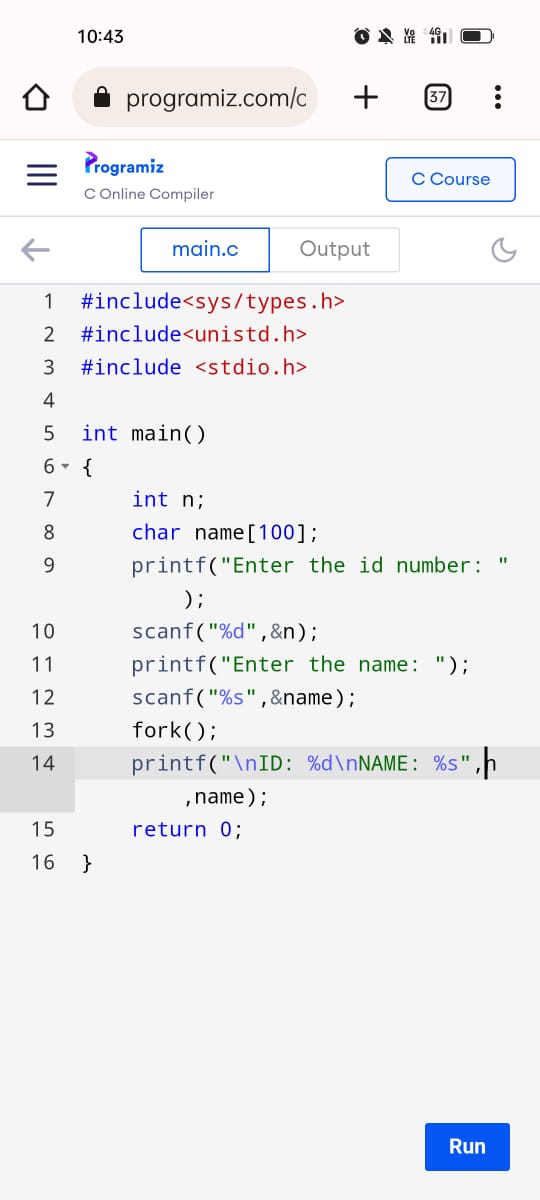 10:43
Vo LTE 4G
programiz.com/c
37
Programiz
C Online Compiler
C Course
main.c
Output
1 #include<sys/types.h>
2 #include<unistd.h>
3 #include <stdio.h>
4
5 int main()
6 {
7 int n;
8 char name[100];
9 printf("Enter the id number: "
);
10 scanf("%d",&n);
11 printf("Enter the name: ");
12 scanf("%s",&name);
13 fork();
14 printf("\nID: %d\nNAME: %s",n
,name);
15 return 0;
16 }
Run